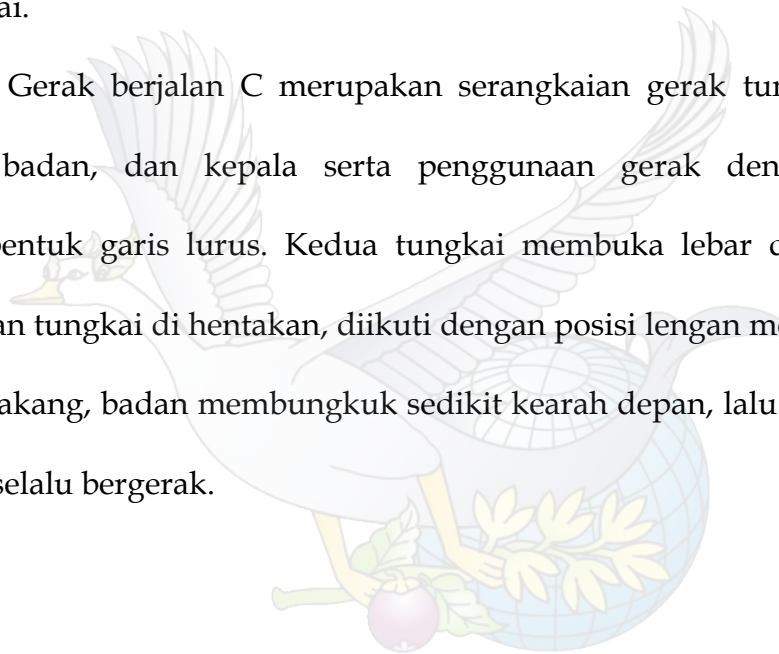 ai.
Gerak berjalan C merupakan serangkaian gerak tun
badan, dan kepala serta penggunaan gerak den
entuk garis lurus. Kedua tungkai membuka lebar d
an tungkai di hentakan, diikuti dengan posisi lengan me
akang, badan membungkuk sedikit kearah depan, lalu
selalu bergerak.